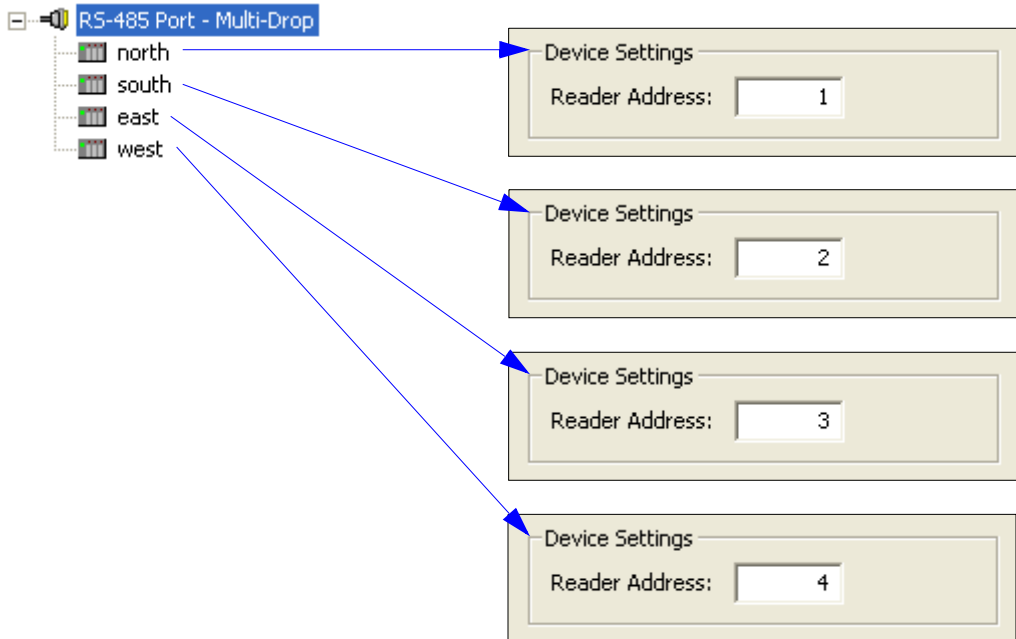 RS-485 Port - Multi-Drop
north
south
east
west
Device Settings
Reader Address: 1
Device Settings
Reader Address: 2
Device Settings
Reader Address: 3
Device Settings
Reader Address: 4